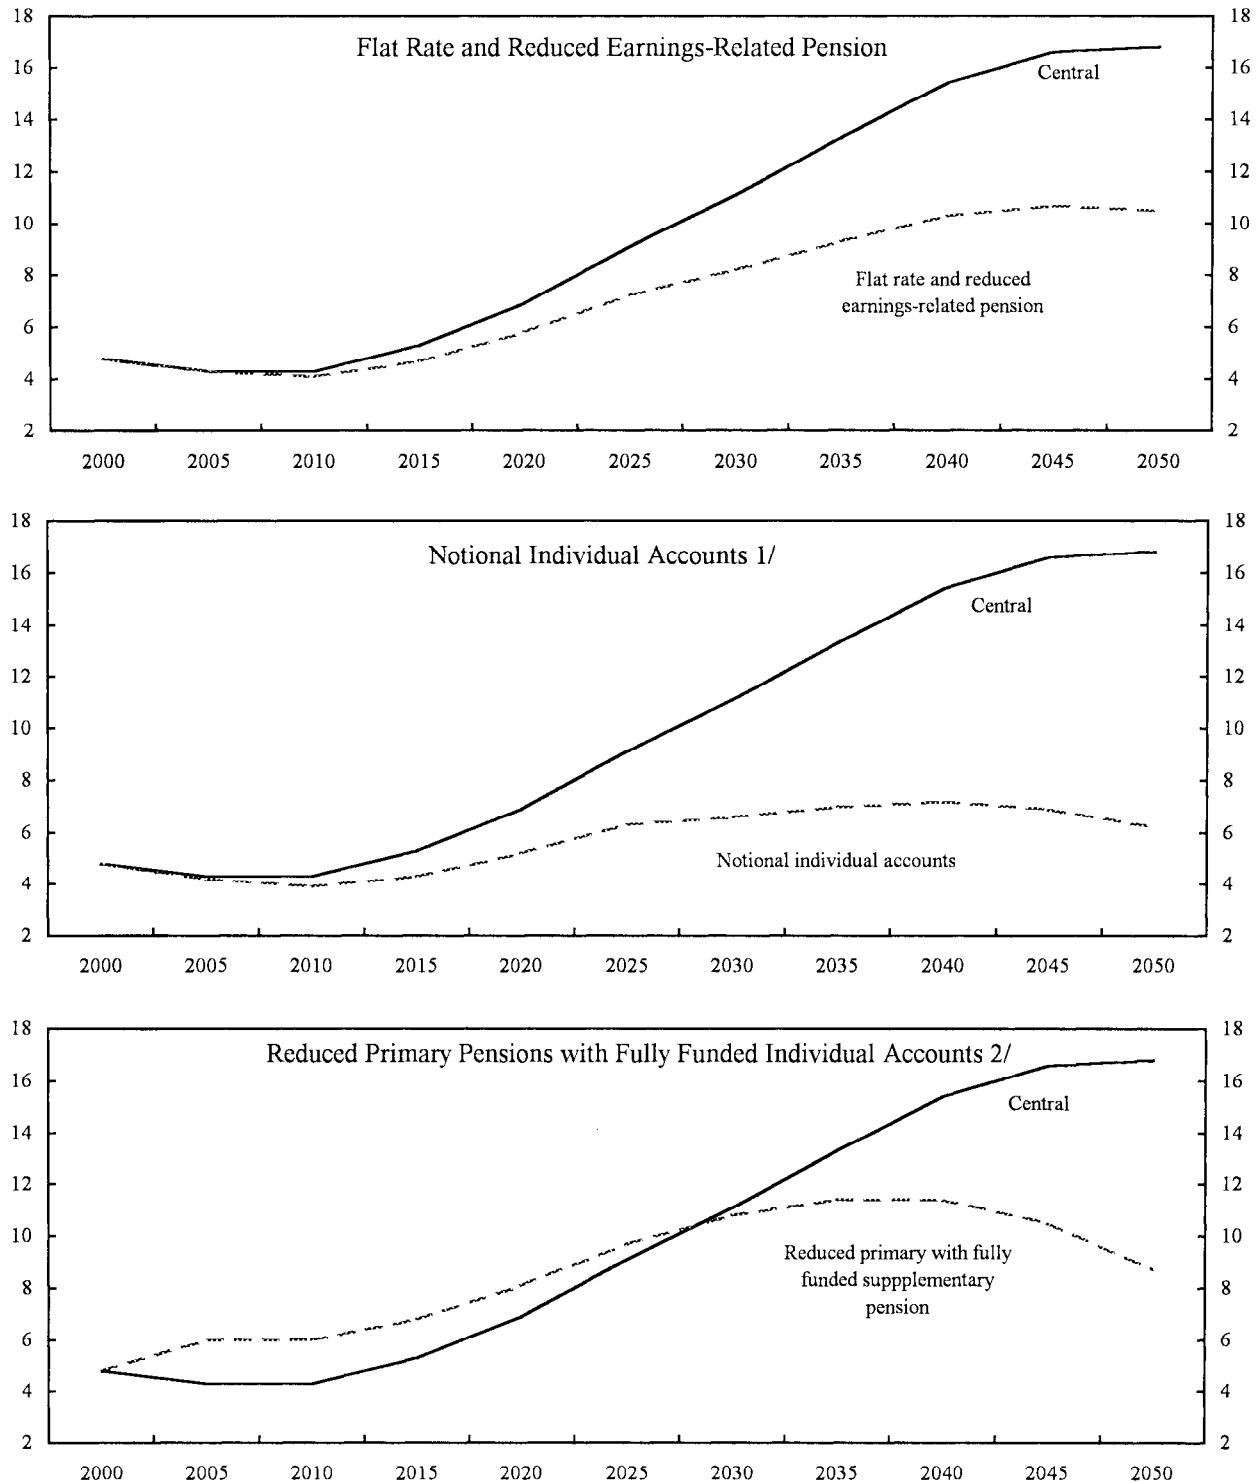 Flat Rate and Reduced Earnings-Related Pension
18 18
16 16
Central
14 14
12 12
10 10
8 8
Flat rate and reduced
earnings-related pension
6 6
4 4
2 2
2000 2005 2010 2015 2020 2025 2030 2035 2040 2045 2050
18 18
Notional Individual Accounts 1/
16 16
Central
14 14
12 12
10 10
8 8
6 6
Notional individual accounts
4 4
2 2
2000 2005 2010 2015 2020 2025 2030 2035 2040 2045 2050
18 18
Reduced Primary Pensions with Fully Funded Individual Accounts 2/
16 16
Central
14 14
12 12
10 10
Reduced primary with fully
funded suppplementary
pension
8 8
6 6
4 4
2 2
2000 2005 2010 2015 2020 2025 2030 2035 2040 2045 2050